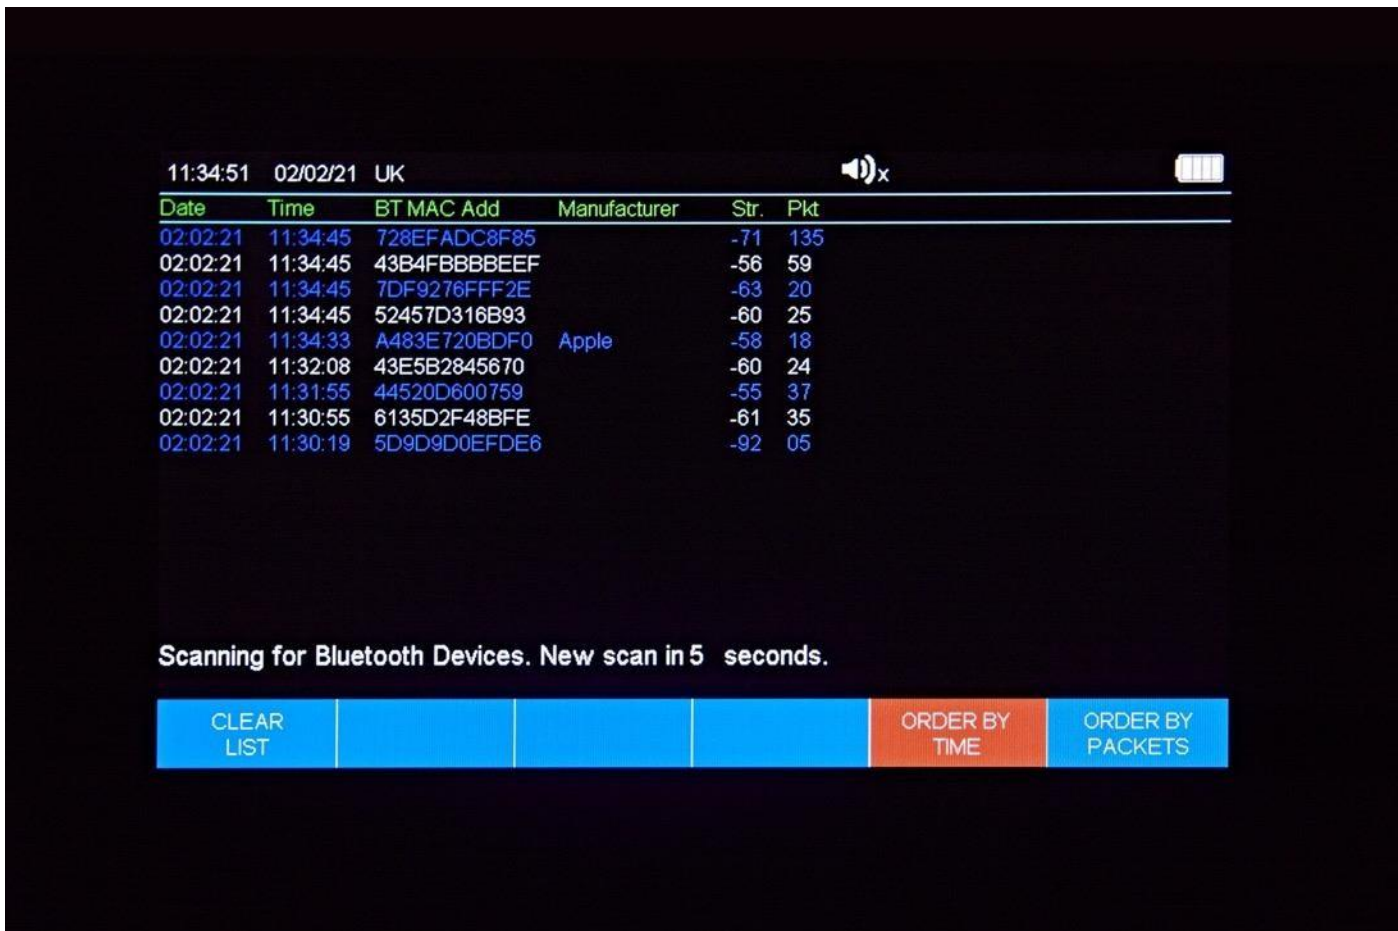 11:34:51 02/02/21 UK x
Date Time BT MAC Add Manufacturer Str. Pkt
02:02:21 11:34:45 728EFADC8F85 -71 135
02:02:21 11:34:45 43B4FBBBBEEF -56 59
02:02:21 11:34:45 7DF9276FFF2E -63 20
02:02:21 11:34:45 52457D316B93 -60 25
02:02:21 11:34:33 A483E720BDF0 Apple -58 18
02:02:21 11:32:08 43E5B2845670 -60 24
02:02:21 11:31:55 44520D600759 -55 37
02:02:21 11:30:55 6135D2F48BFE -61 35
02:02:21 11:30:19 5D9D9D0EFDE6 -92 05
Scanning for Bluetooth Devices. New scan in 5 seconds.
CLEAR
LIST
ORDER BY
TIME
ORDER BY
PACKETS